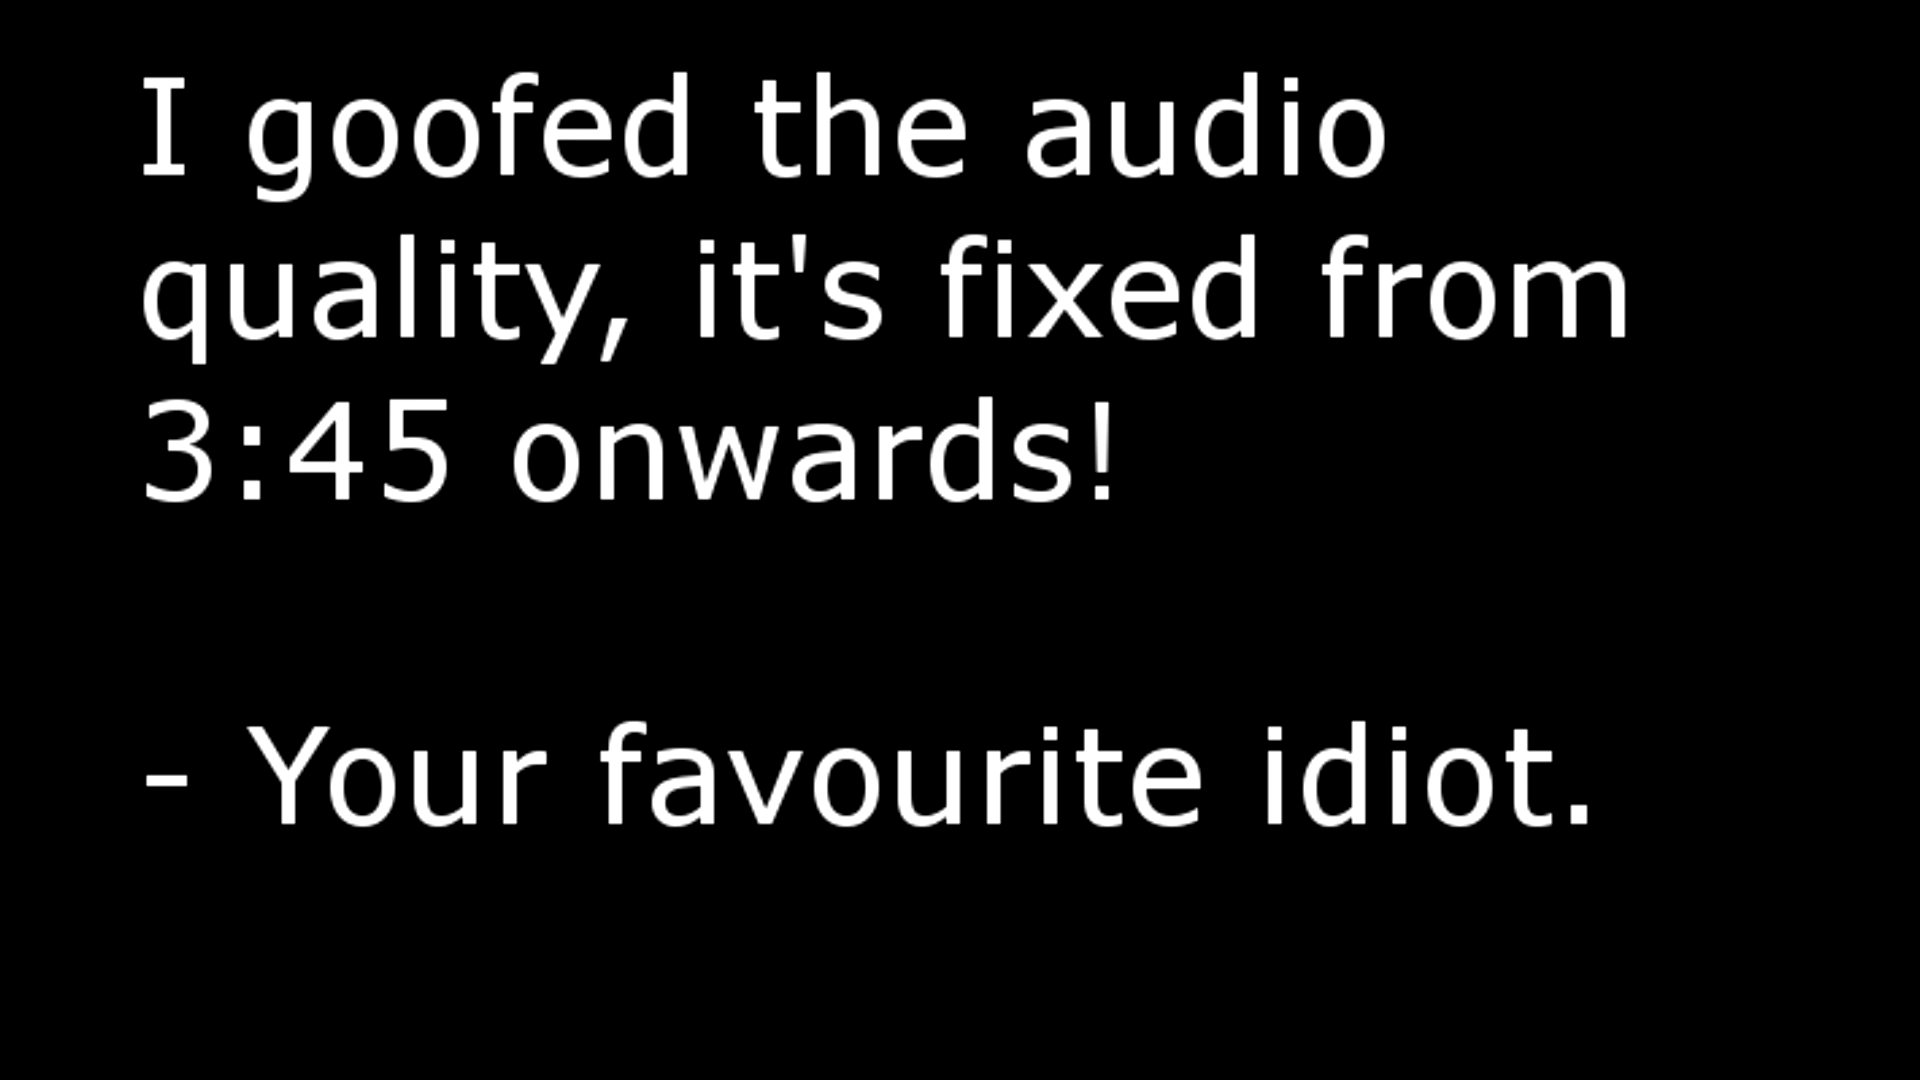 I goofed the audio
quality, it's fixed from
3:45 onwards!
- Your favourite idiot.